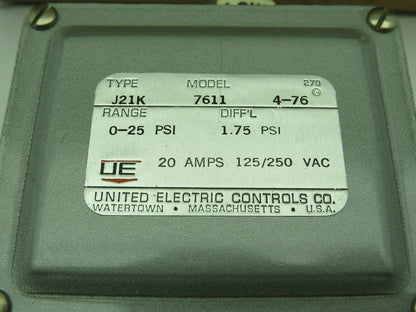 TYPE MODEL 279
J21K 7611 4-76
RANGE DIFF'L
0-25 PSI 1.75 PSI
UE 20 AMPS. 125/250 VAC
UNITED ELECTRIC CONTROLS CO.
WATERTOWN • MASSACHUSETTS • U.S.A.